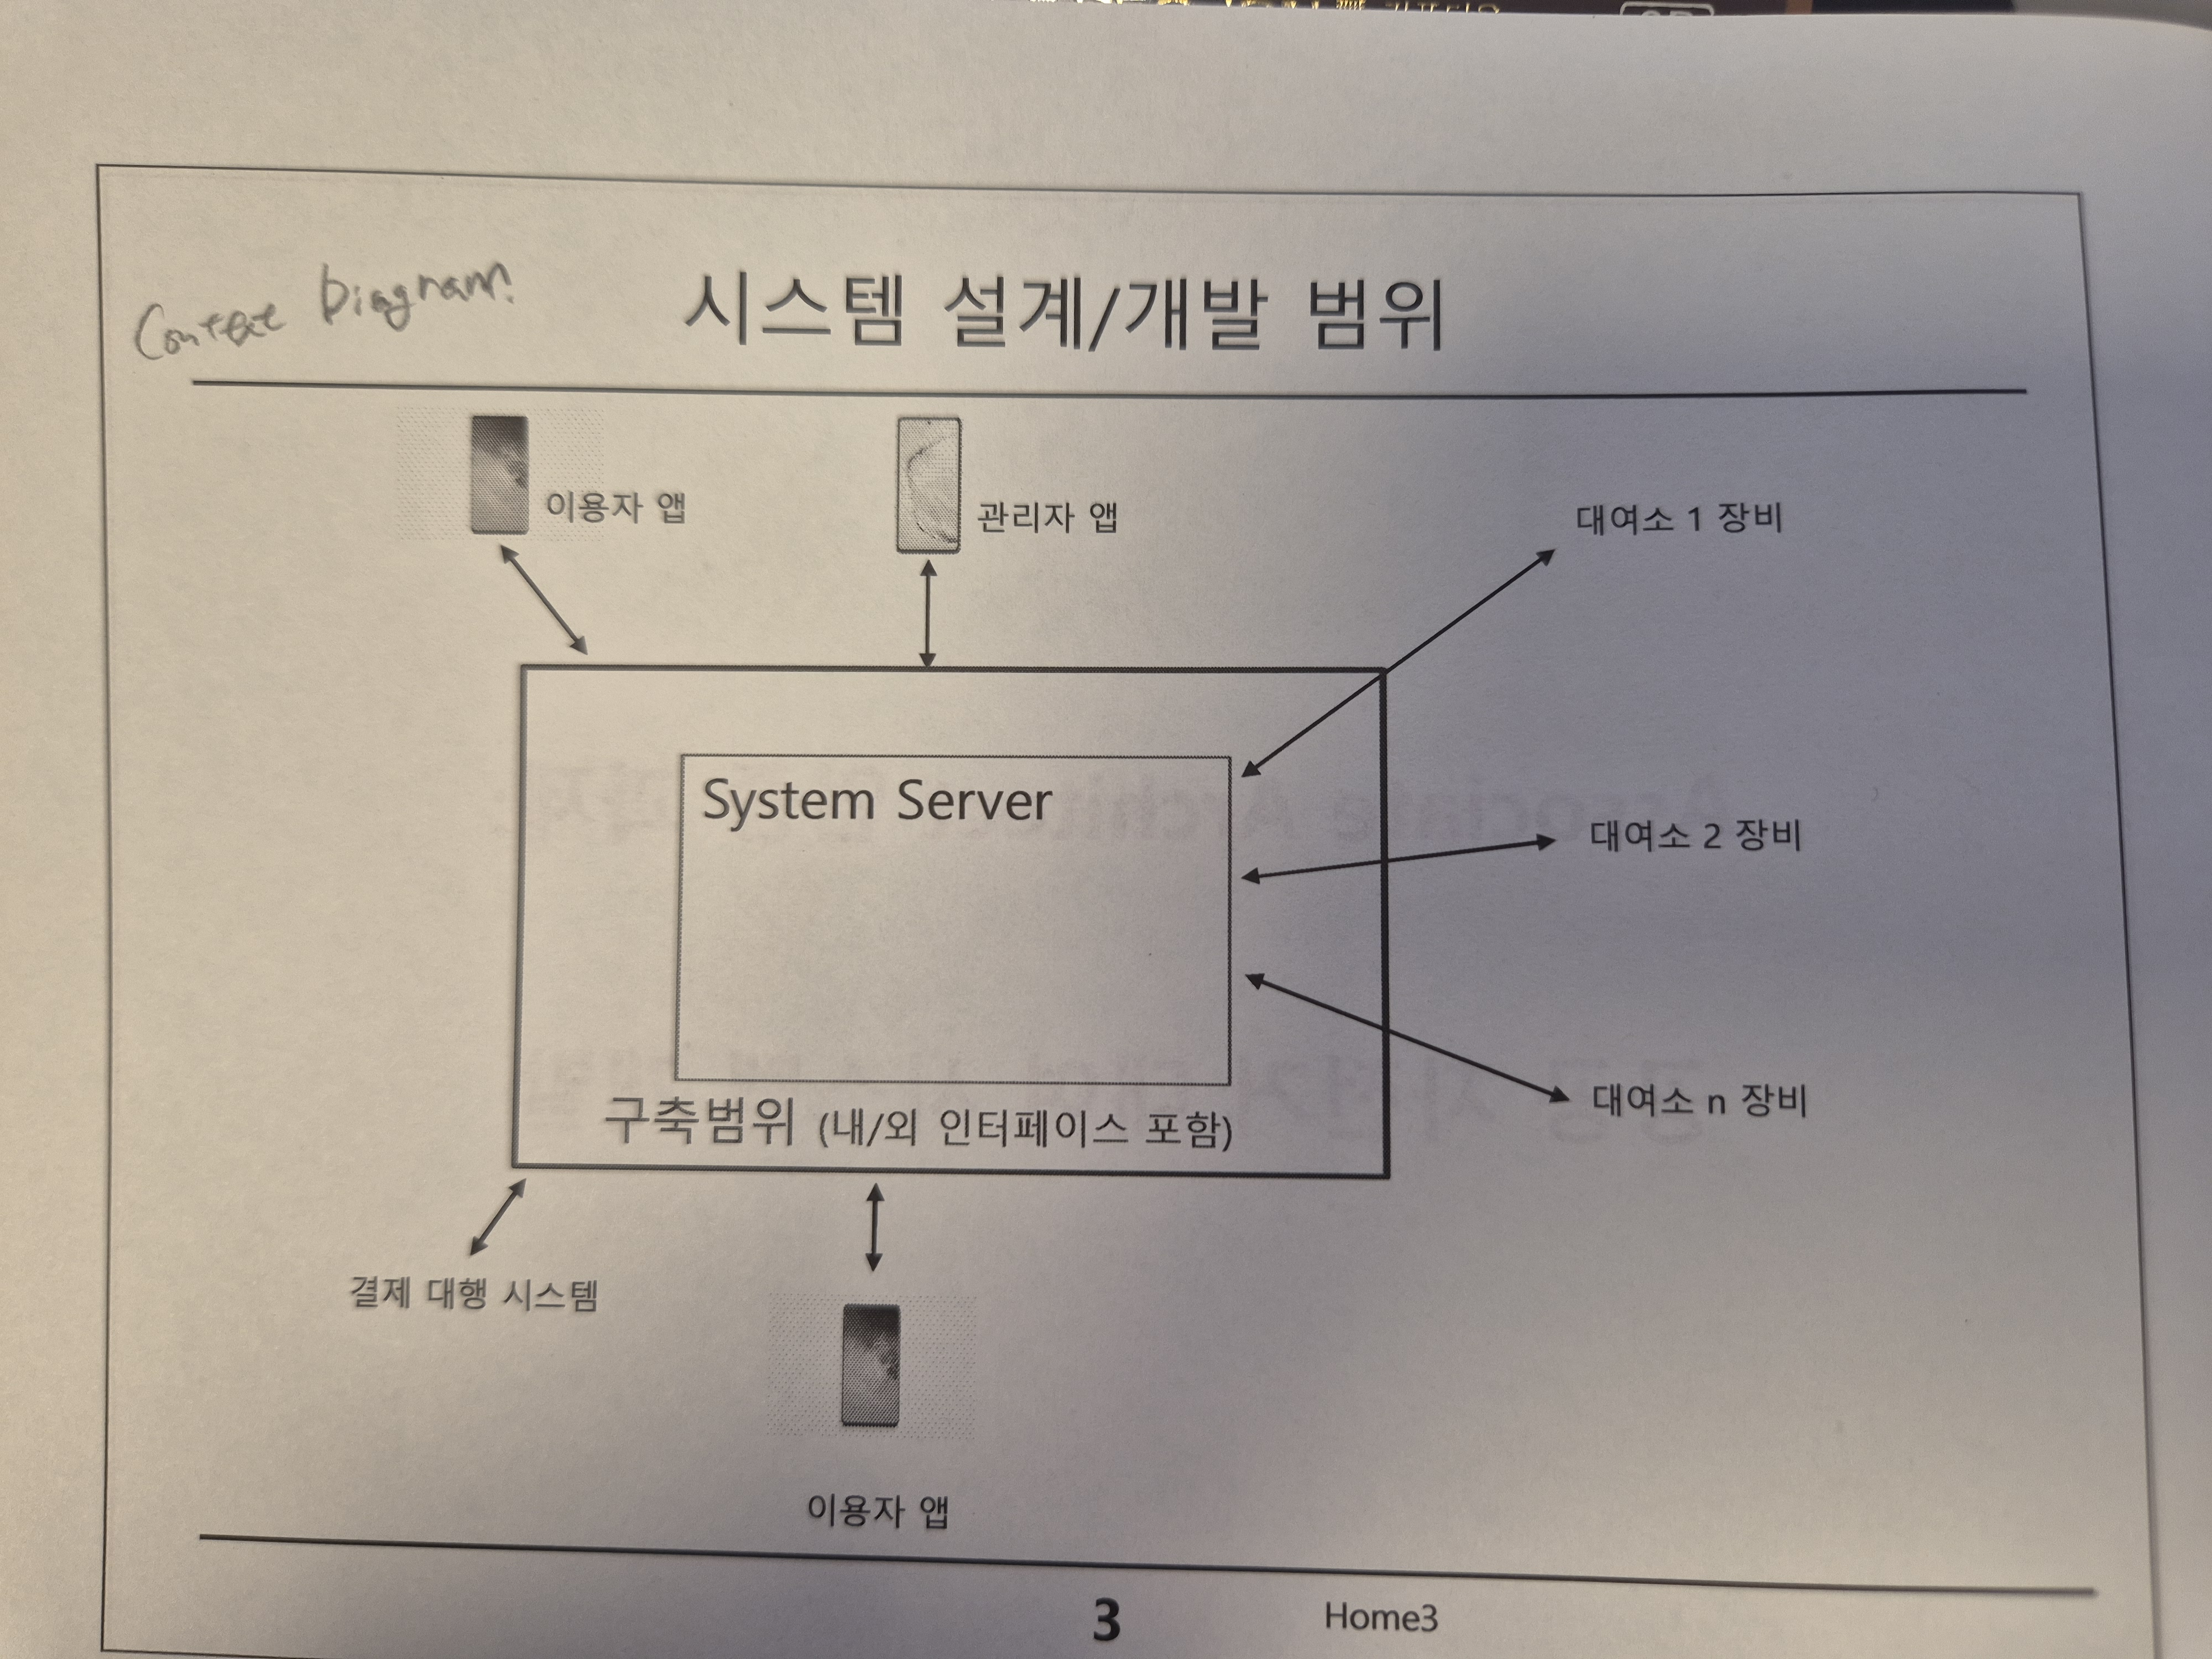 Context Diagram.
시스템 설계/개발 범위
이용자 앱
관리자 앱
대여소 1 장비
System Server
대여소 2 장비
구축범위 (내/외 인터페이스 포함)
대여소 n 장비
결제 대행 시스템
이용자 앱
3
Home3